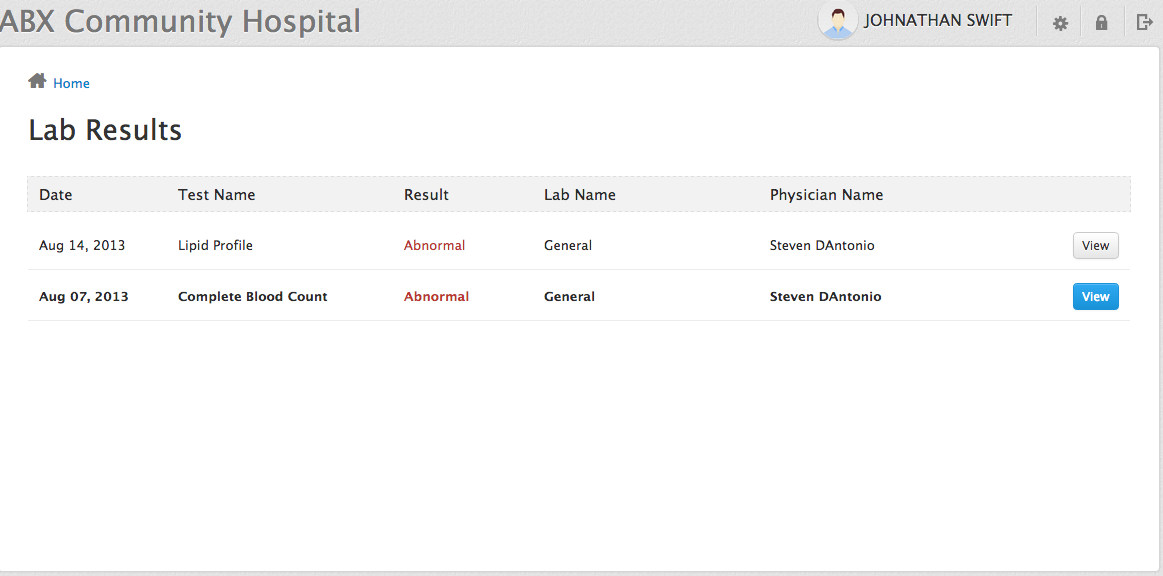 ABX Community Hospital
JOHNATHAN SWIFT
Home
Lab Results
Date Test Name Result Lab Name Physician Name
Aug 14, 2013 Lipid Profile Abnormal General Steven DAntonio View
Aug 07, 2013 Complete Blood Count Abnormal General Steven DAntonio View